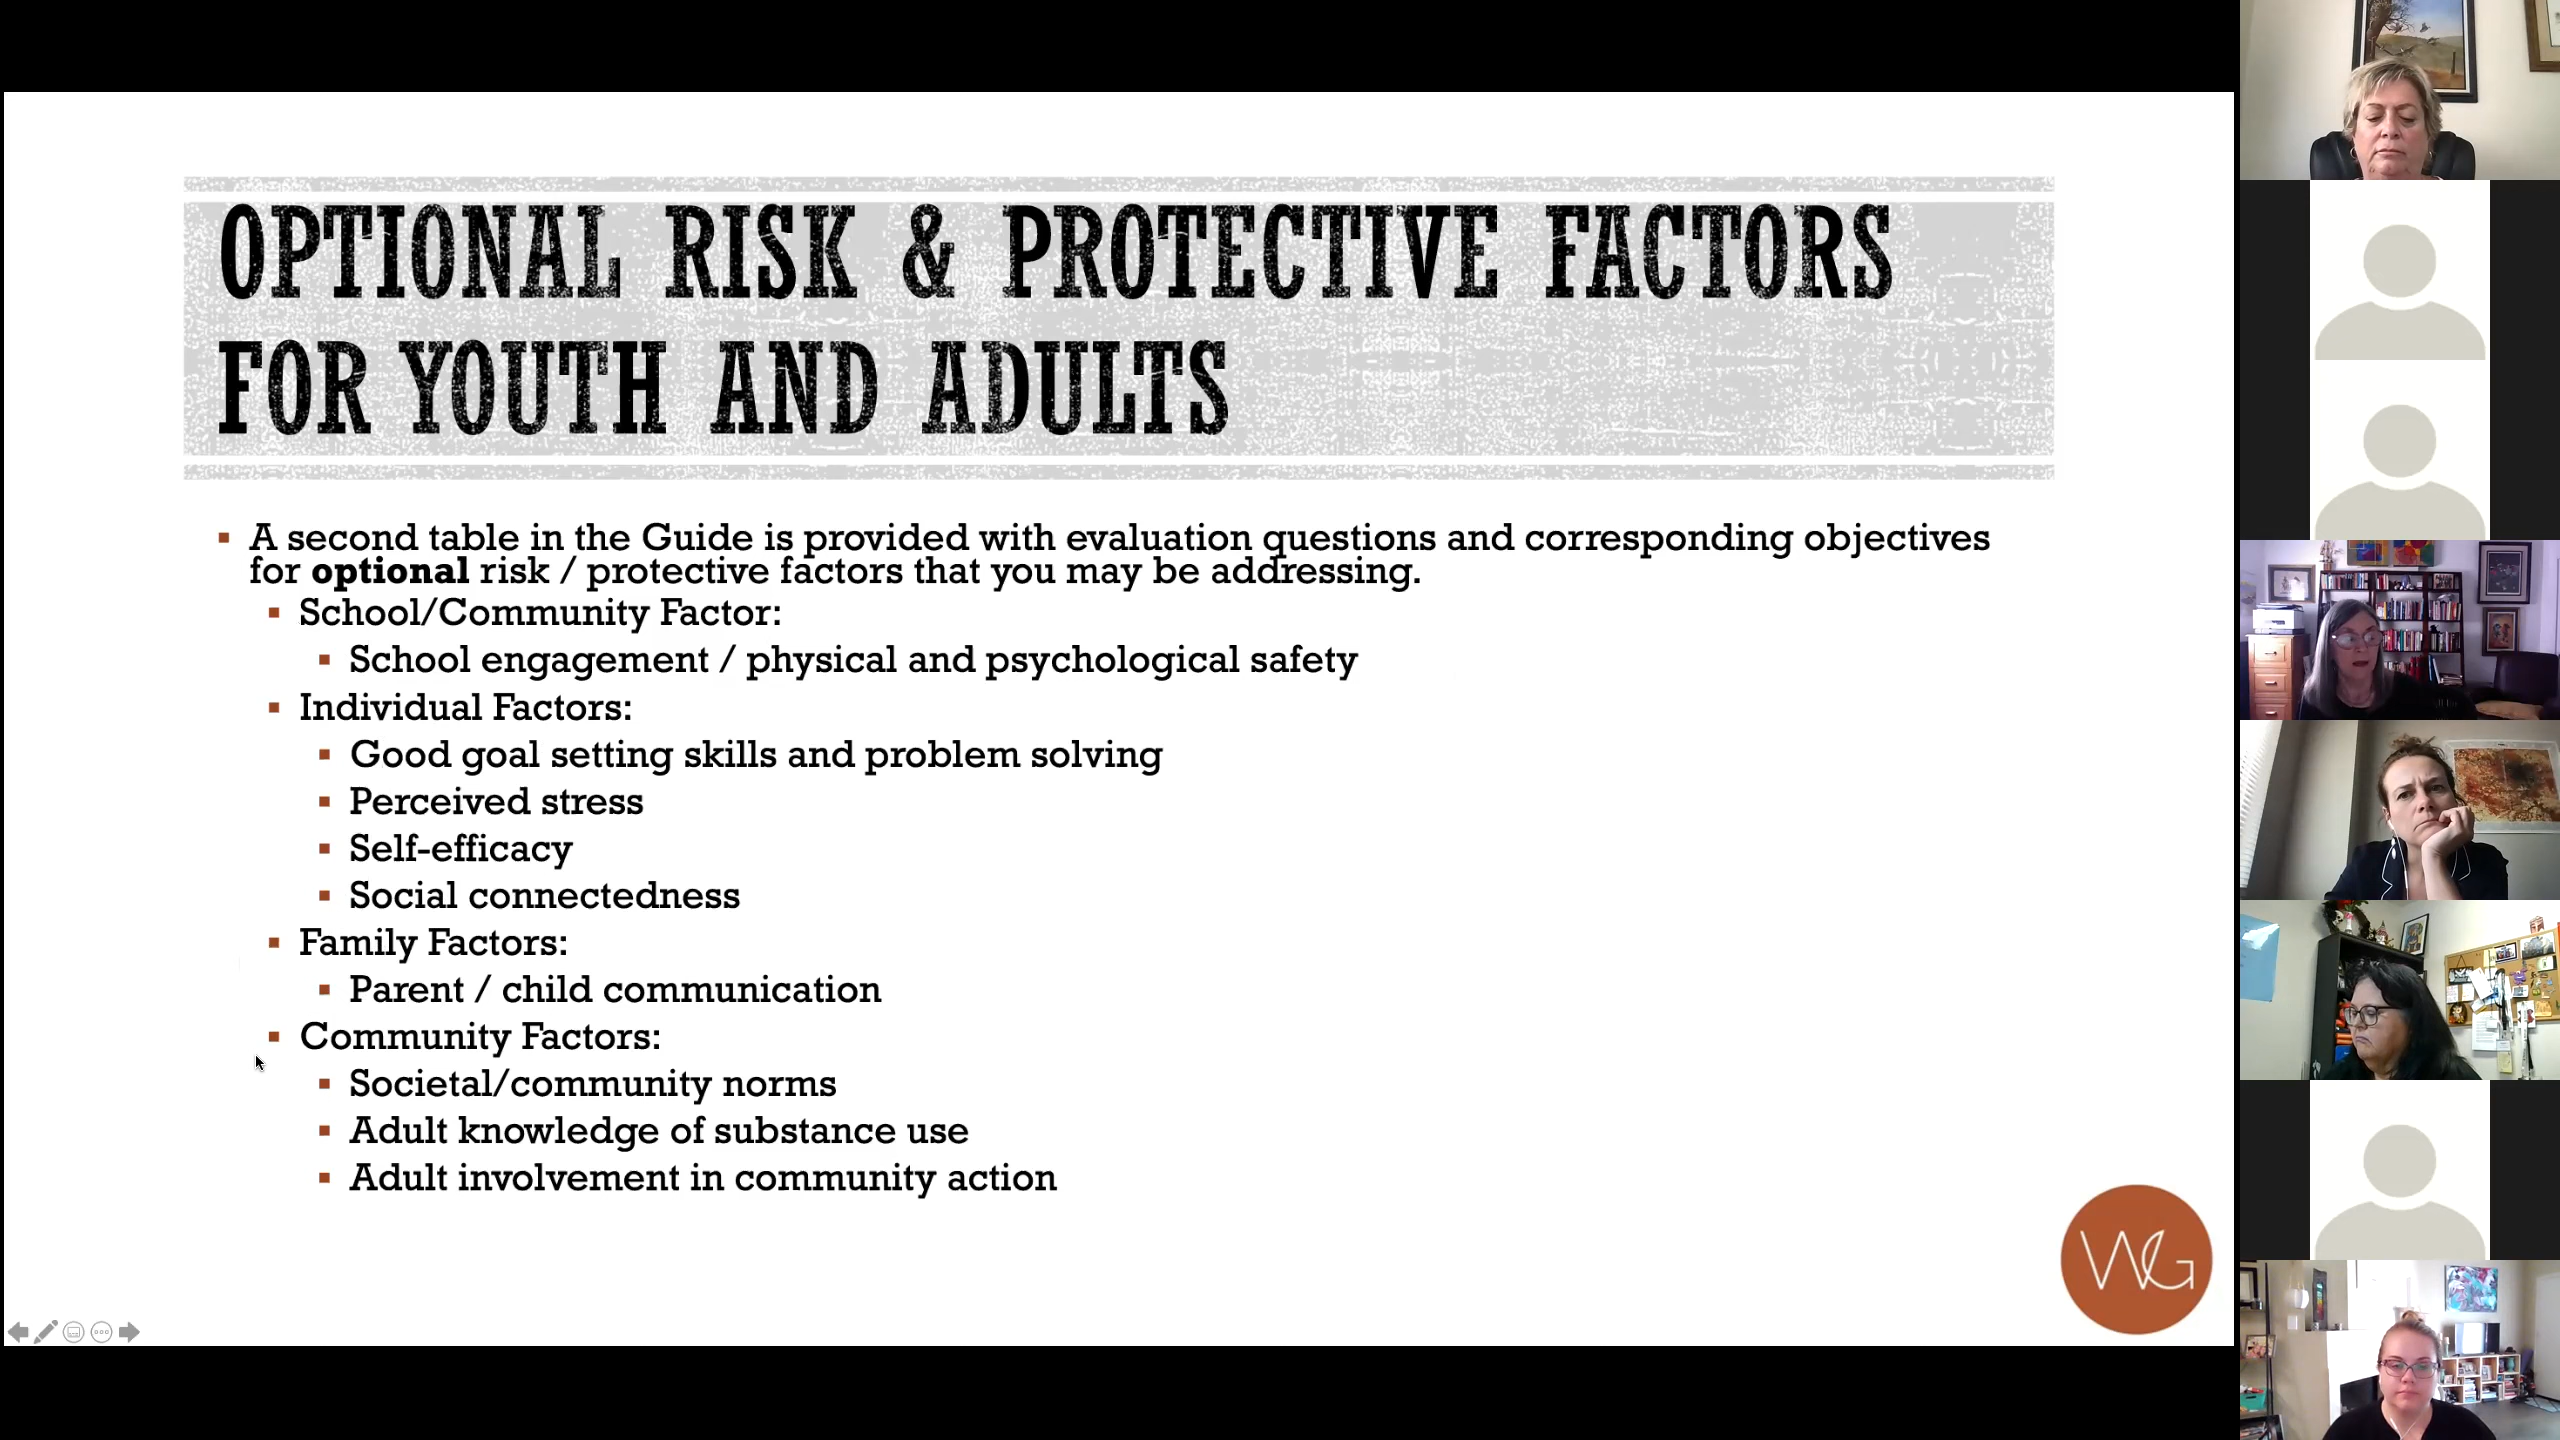 OPTIONAL RISK & PROTECTIVE FACTORS
FOR YOUTH AND ADULTS
A second table in the Guide is provided with evaluation questions and corresponding objectives
for optional risk / protective factors that you may be addressing.
School/Community Factor:
School engagement / physical and psychological safety
Individual Factors:
Good goal setting skills and problem solving
Perceived stress
Self-efficacy
Social connectedness
Family Factors:
Parent / child communication
Community Factors:
Societal/community norms
Adult knowledge of substance use
Adult involvement in community action
WG